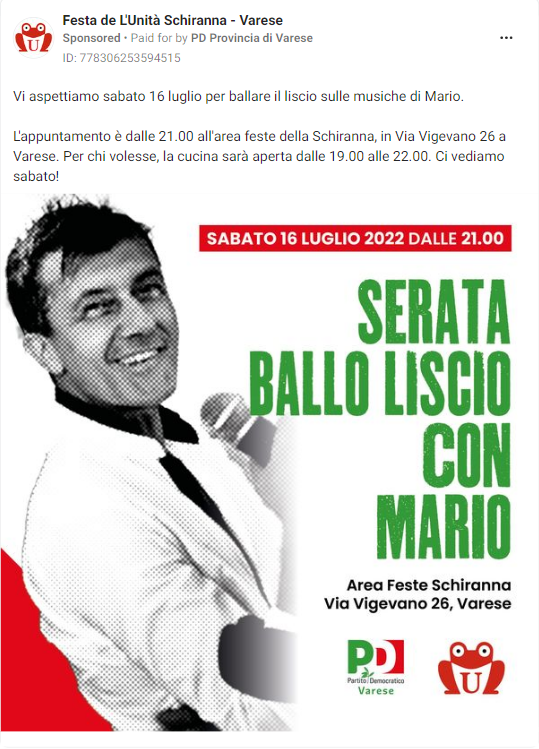 Festa de L'Unità Schiranna - Varese
Sponsored • Paid for by PD Provincia di Varese
ID: 778306253594515
Vi aspettiamo sabato 16 luglio per ballare il liscio sulle musiche di Mario.
L'appuntamento è dalle 21.00 all'area feste della Schiranna, in Via Vigevano 26 a
Varese. Per chi volesse, la cucina sarà aperta dalle 19.00 alle 22.00. Ci vediamo
sabato!
SABATO 16 LUGLIO 2022 DALLE 21.00
SERATA
BALLO LISCIO
CON
MARIO
Area Feste Schiranna
Via Vigevano 26, Varese
PD
Partito Democratico
Varese
U
U